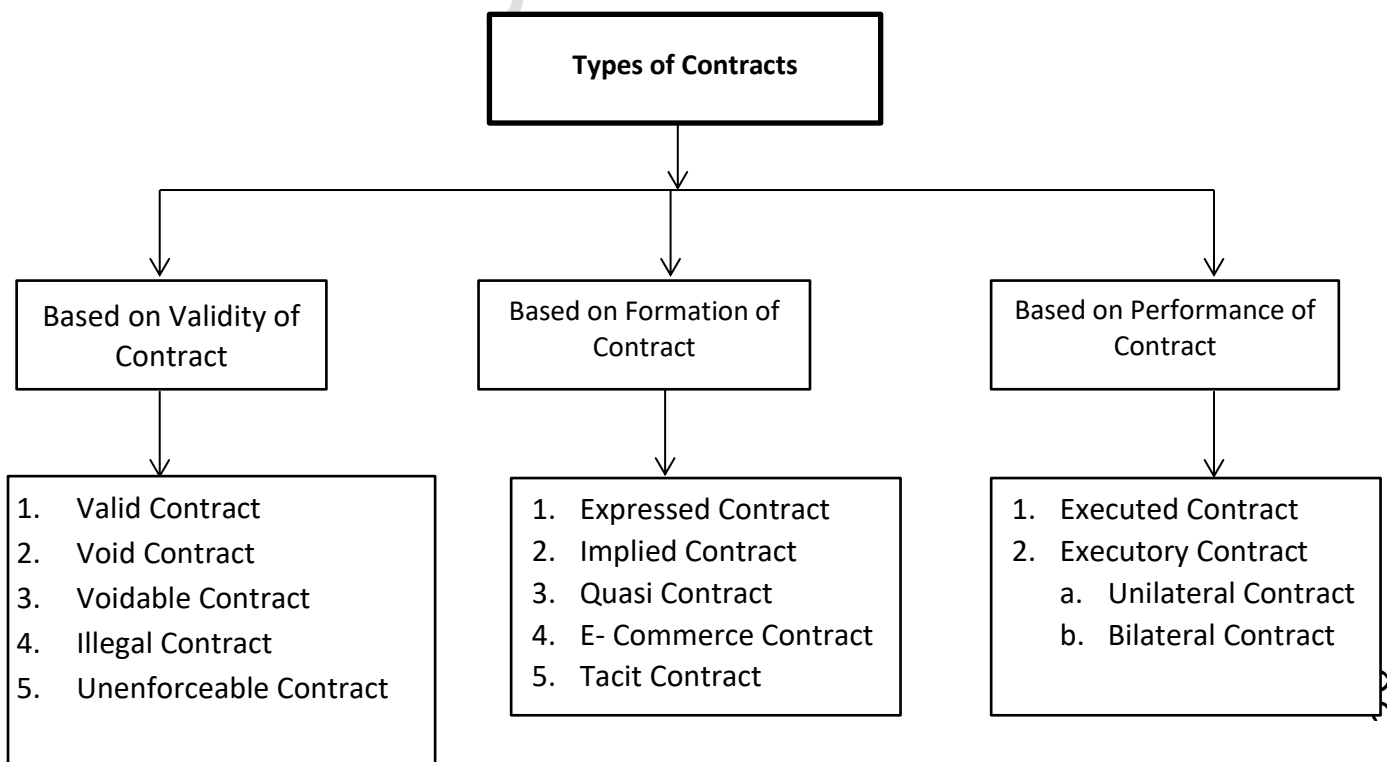 Types of Contracts
Based on Validity of
Contract
Based on Formation of
Contract
Based on Performance of
Contract
1. Valid Contract
2. Void Contract
3. Voidable Contract
4. Illegal Contract
5. Unenforceable Contract
1. Expressed Contract
2. Implied Contract
3. Quasi Contract
4. E- Commerce Contract
5. Tacit Contract
1. Executed Contract
2. Executory Contract
a. Unilateral Contract
b. Bilateral Contract